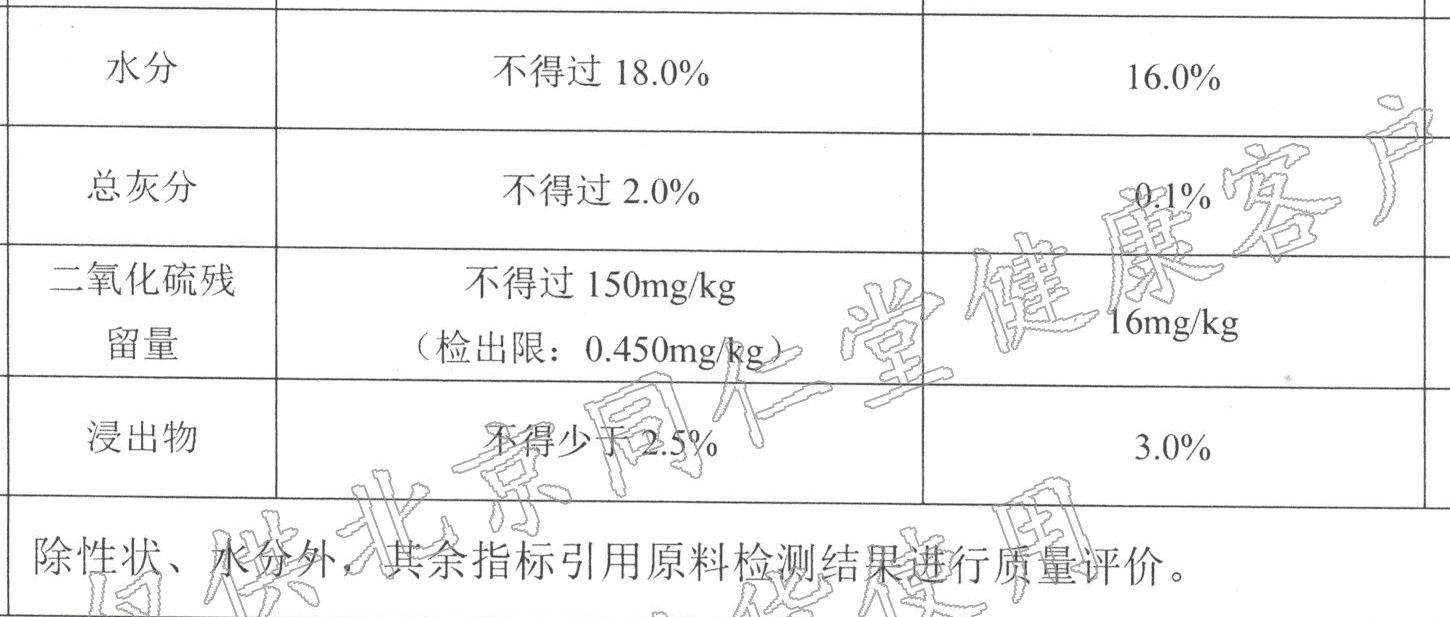 水分 不得过 18.0% 16.0%
总灰分 不得过 2.0% 0.1%
二氧化硫残 不得过 150mg/kg
留量 （检出限：0.450mg/kg） 16mg/kg
浸出物 不得少于 2.5% 3.0%
除性状、水分外，其余指标引用原料检测结果进行质量评价。
供北京同仁堂健康客户
使用